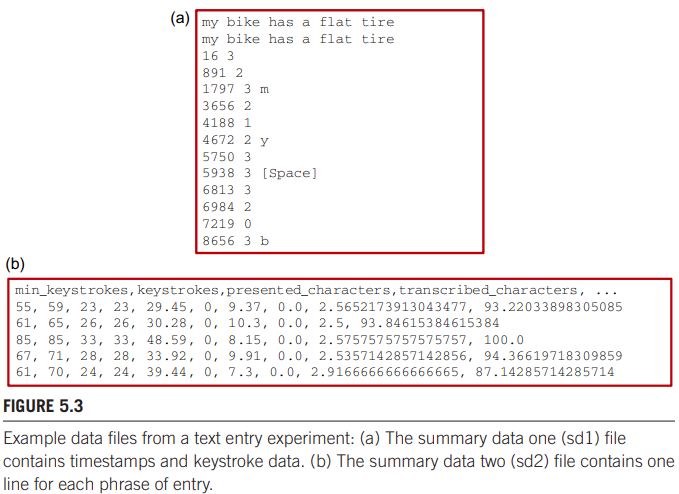 (a)
my bike has a flat tire
my bike has a flat tire
16 3
891 2
1797 3 m
3656 2
4188 1
4672 2 y
5750 3
5938 3 [Space]
6813 3
6984 2
7219 0
8656 3 b
(b)
min_keystrokes,keystrokes,presented_characters,transcribed_characters, ...
55, 59, 23, 23, 29.45, 0, 9.37, 0.0, 2.5652173913043477, 93.22033898305085
61, 65, 26, 26, 30.28, 0, 10.3, 0.0, 2.5, 93.84615384615384
85, 85, 33, 33, 48.59, 0, 8.15, 0.0, 2.5757575757575757, 100.0
67, 71, 28, 28, 33.92, 0, 9.91, 0.0, 2.5357142857142856, 94.36619718309859
61, 70, 24, 24, 39.44, 0, 7.3, 0.0, 2.9166666666666665, 87.14285714285714
FIGURE 5.3
Example data files from a text entry experiment: (a) The summary data one (sd1) file
contains timestamps and keystroke data. (b) The summary data two (sd2) file contains one
line for each phrase of entry.